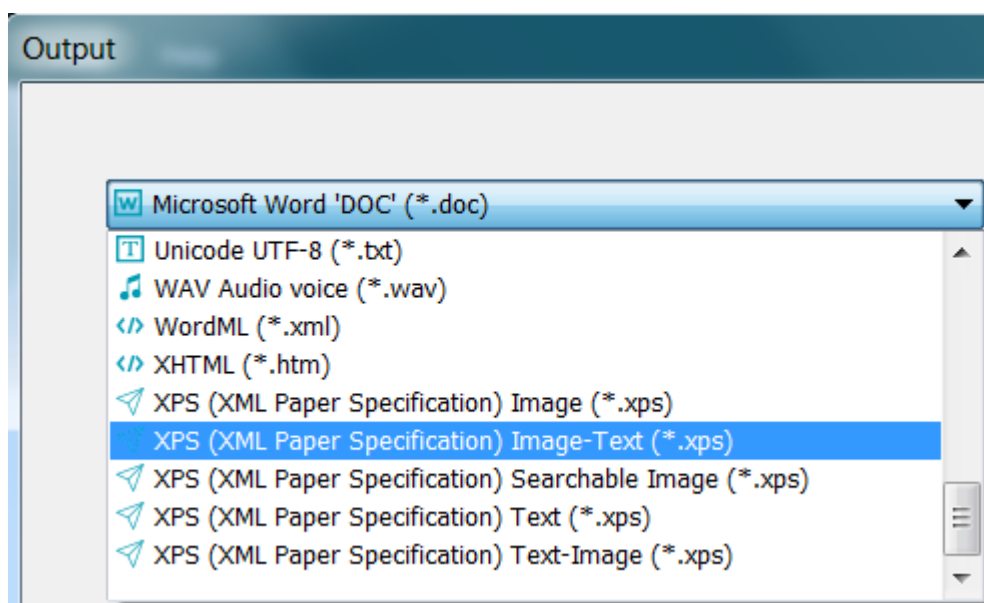 Output
Microsoft Word 'DOC' (*.doc)
Unicode UTF-8 (*.txt)
WAV Audio voice (*.wav)
WordML (*.xml)
XHTML (*.htm)
XPS (XML Paper Specification) Image (*.xps)
XPS (XML Paper Specification) Image-Text (*.xps)
XPS (XML Paper Specification) Searchable Image (*.xps)
XPS (XML Paper Specification) Text (*.xps)
XPS (XML Paper Specification) Text-Image (*.xps)